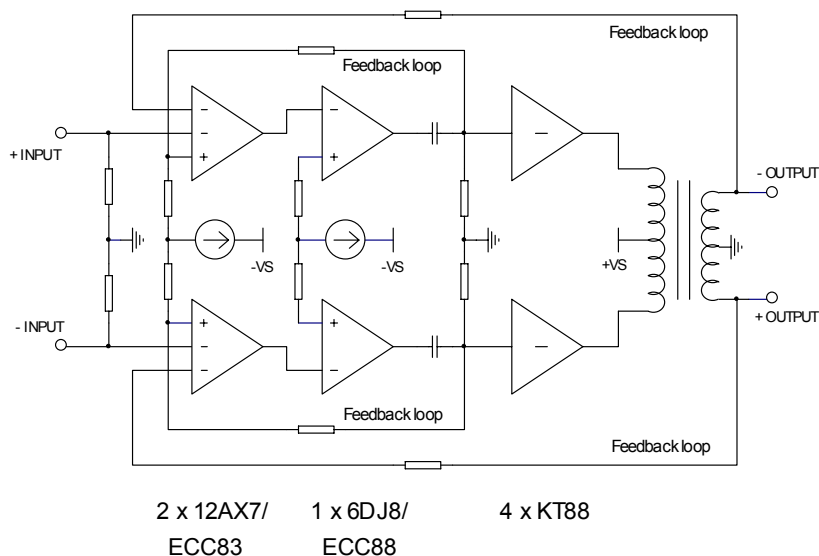 Feedback loop
Feedback loop
+ INPUT
- OUTPUT
-VS
-VS
+VS
- INPUT
+ OUTPUT
Feedback loop
Feedback loop
2 x 12AX7/
ECC83
1 x 6DJ8/
ECC88
4 x KT88